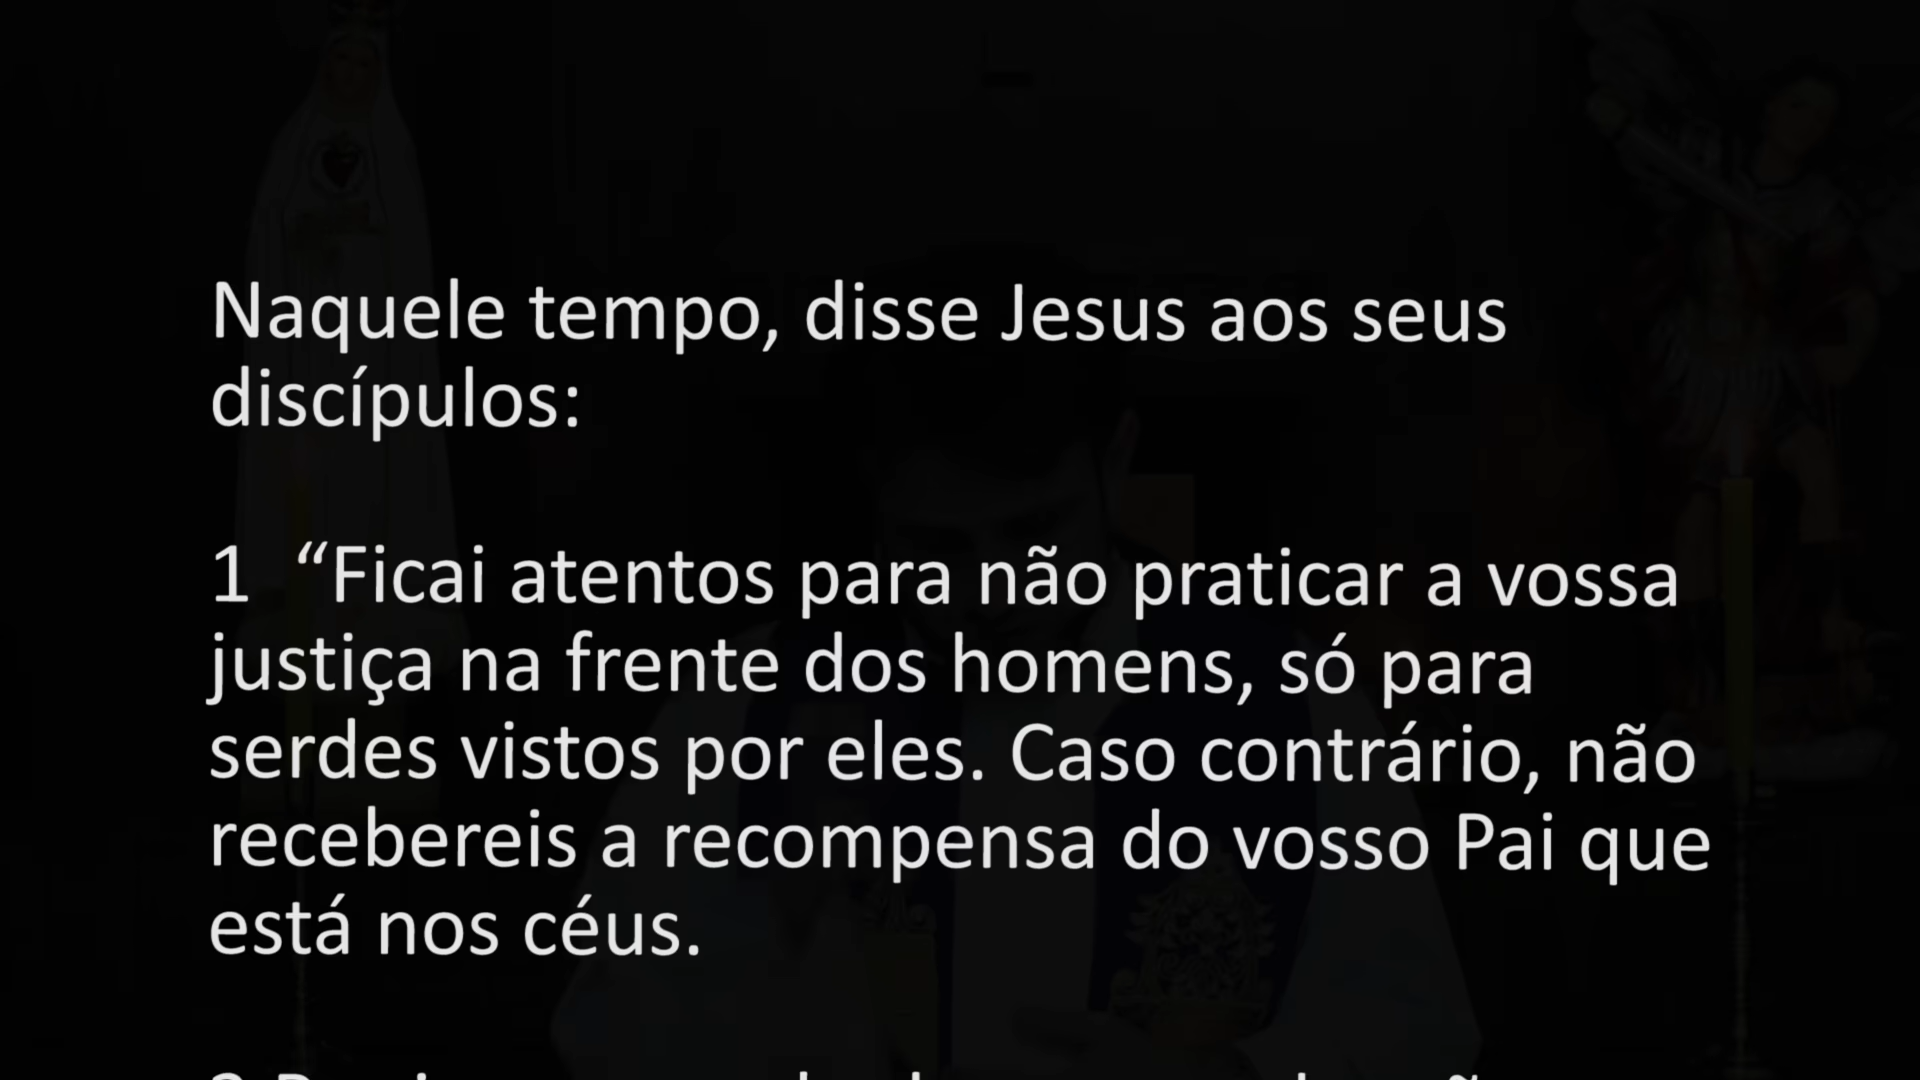 Naquele tempo, disse Jesus aos seus
discípulos:
1 “Ficai atentos para não praticar a vossa
justiça na frente dos homens, só para
serdes vistos por eles. Caso contrário, não
recebereis a recompensa do vosso Pai que
está nos céus.